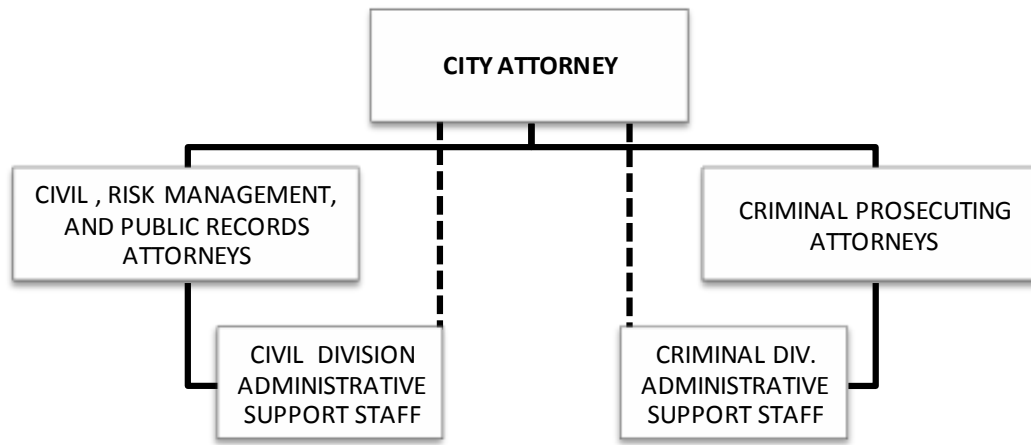 CITY ATTORNEY
CIVIL , RISK MANAGEMENT,
AND PUBLIC RECORDS
ATTORNEYS
CRIMINAL PROSECUTING
ATTORNEYS
CIVIL DIVISION
ADMINISTRATIVE
SUPPORT STAFF
CRIMINAL DIV.
ADMINISTRATIVE
SUPPORT STAFF